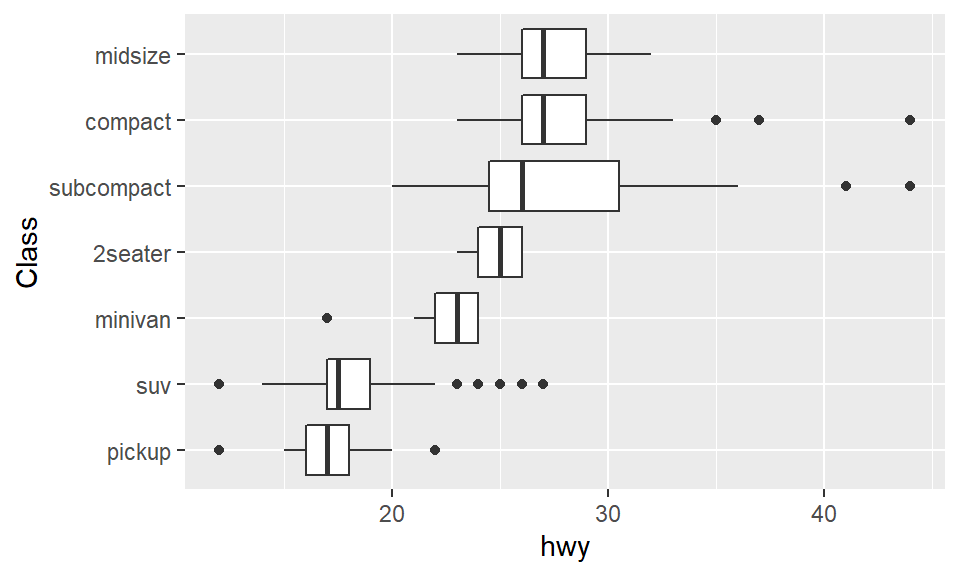 midsize
compact
subcompact
2seater
minivan
suv
pickup
Class
20 30 40
hwy